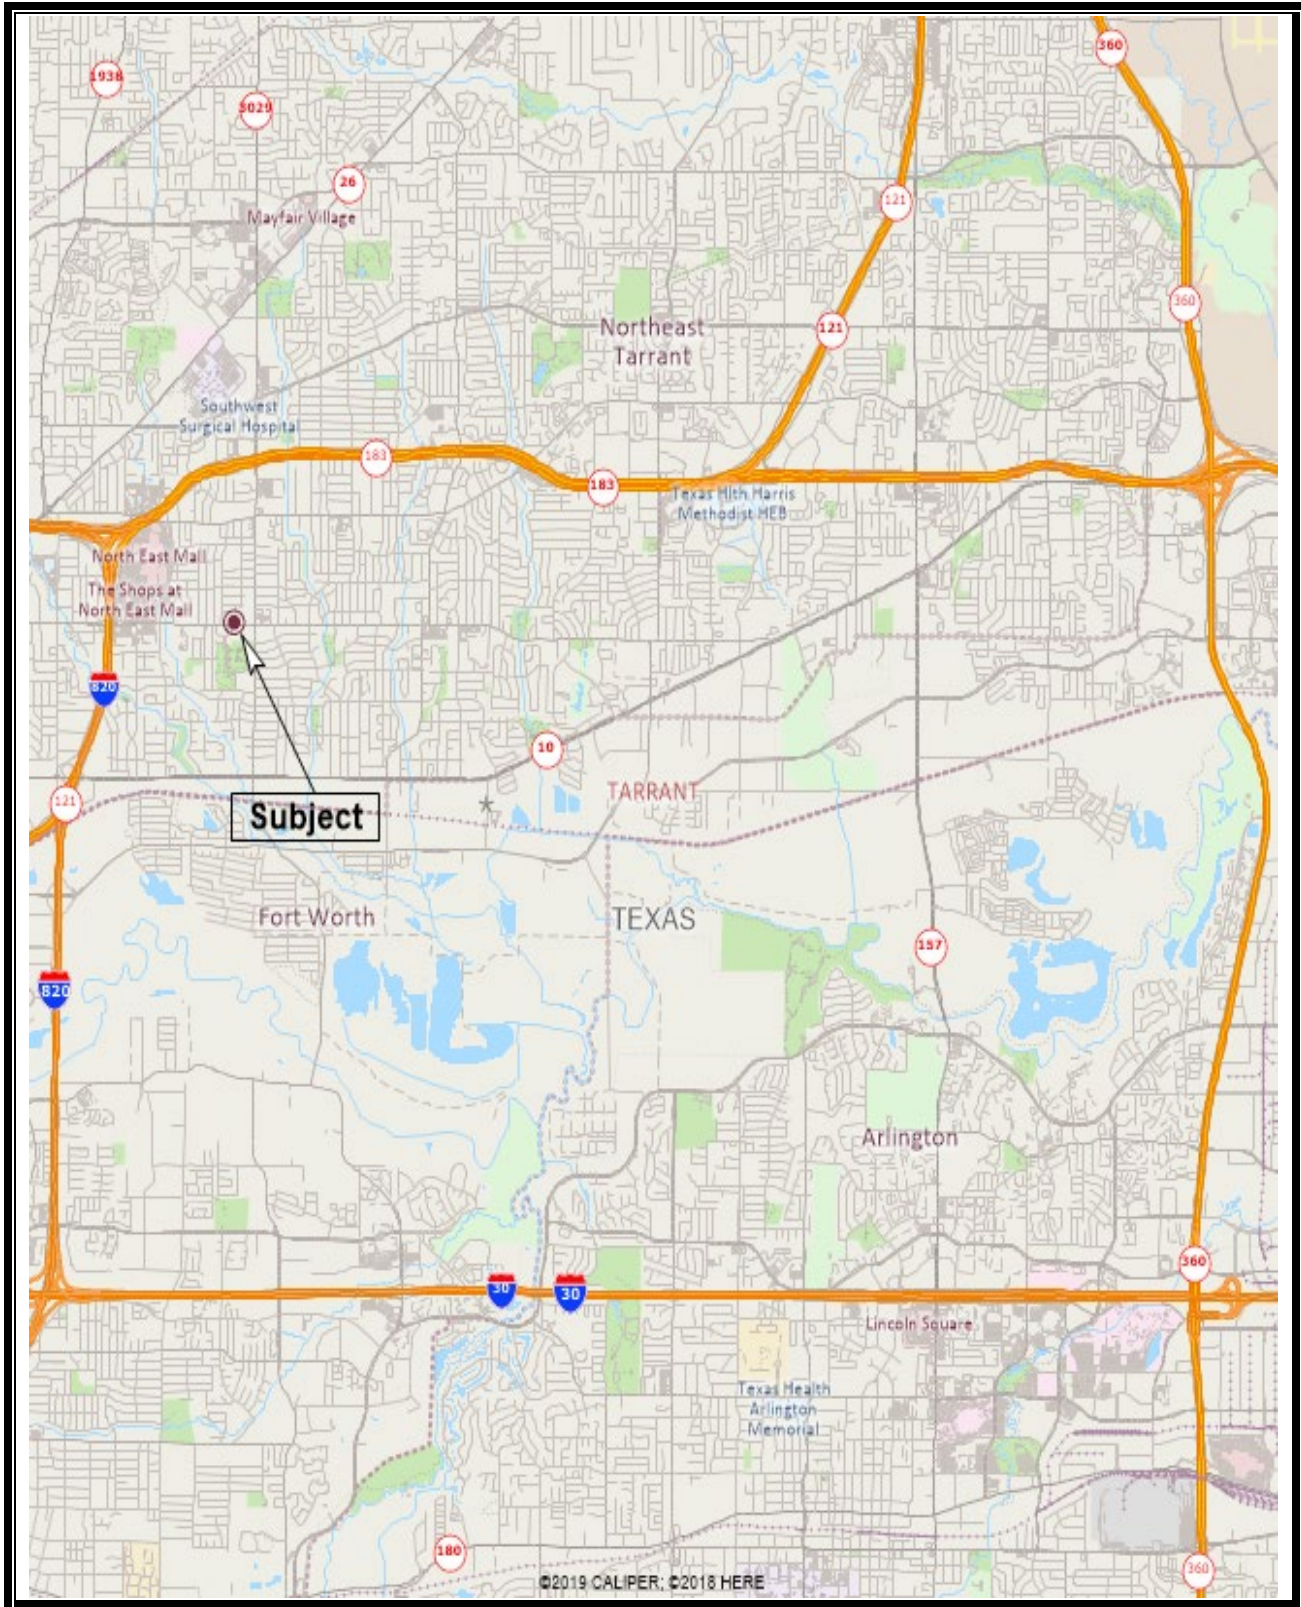 360
1938
3029
26
121
Mayfair Village
360
121
Northeast
Tarrant
Southwest
Surgical Hospital
183
183
Texas Hlth Harris
Methodist HEB
North East Mall
The Shops at
North East Mall
820
10
TARRANT
121
Subject
Fort Worth
TEXAS
157
820
Arlington
360
30
30
Lincoln Square
Texas Health
Arlington
Memorial
180
360
©2019 CALIPER; ©2018 HERE